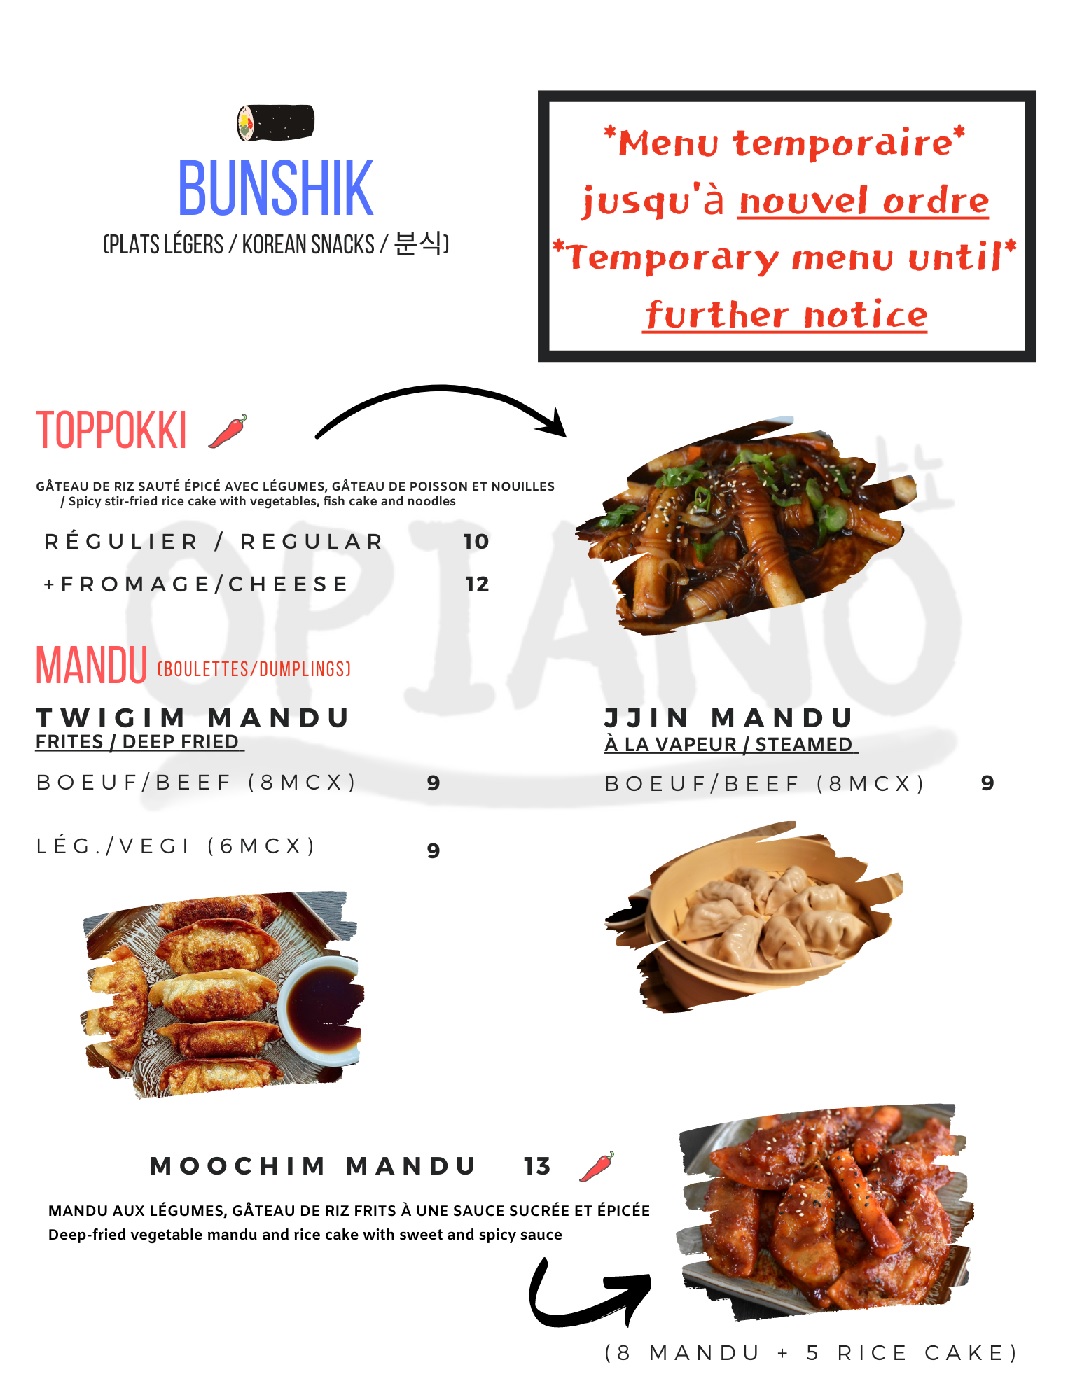 BUNSHIK
(PLATS LÉGERS / KOREAN SNACKS / 분식)
*Menu temporaire*
jusqu'à nouvel ordre
*Temporary menu until*
further notice
TOPPOKKI
GÂTEAU DE RIZ SAUTÉ ÉPICÉ AVEC LÉGUMES, GÂTEAU DE POISSON ET NOUILLES
/ Spicy stir-fried rice cake with vegetables, fish cake and noodles
RÉGULIER / REGULAR 10
+FROMAGE/CHEESE 12
OPIANO
MANDU (BOULETTES/DUMPLINGS)
TWIGIM MANDU
FRITES / DEEP FRIED
BOEUF/BEEF (8MCX) 9
LÉG./VEGI (6MCX) 9
JJIN MANDU
À LA VAPEUR / STEAMED
BOEUF/BEEF (8MCX) 9
MOOCHIM MANDU 13
MANDU AUX LÉGUMES, GÂTEAU DE RIZ FRITS À UNE SAUCE SUCRÉE ET ÉPICÉE
Deep-fried vegetable mandu and rice cake with sweet and spicy sauce
(8 MANDU + 5 RICE CAKE)